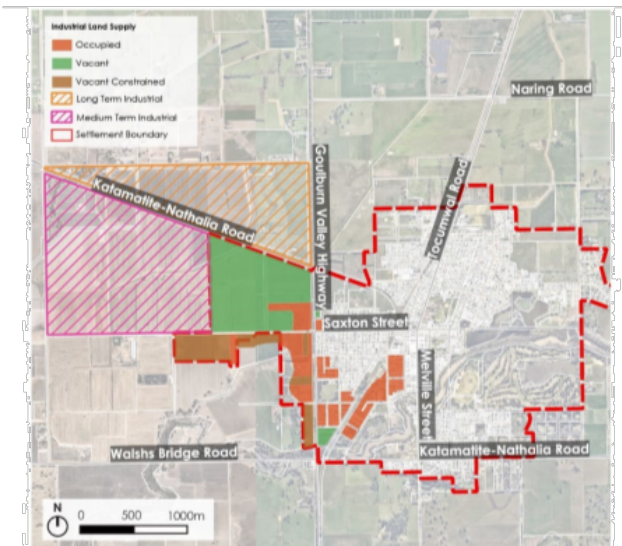 Industrial Land Supply
Occupied
Vacant
Vacant Constrained
Long Term Industrial
Medium Term Industrial
Settlement Boundary
Naring Road
Goulburn Valley Highway
Tocumwal Road
Katamatite-Nathalia Road
Saxton Street
Melville Street
Walshs Bridge Road
Katamatite-Nathalia Road
N
0 500 1000m